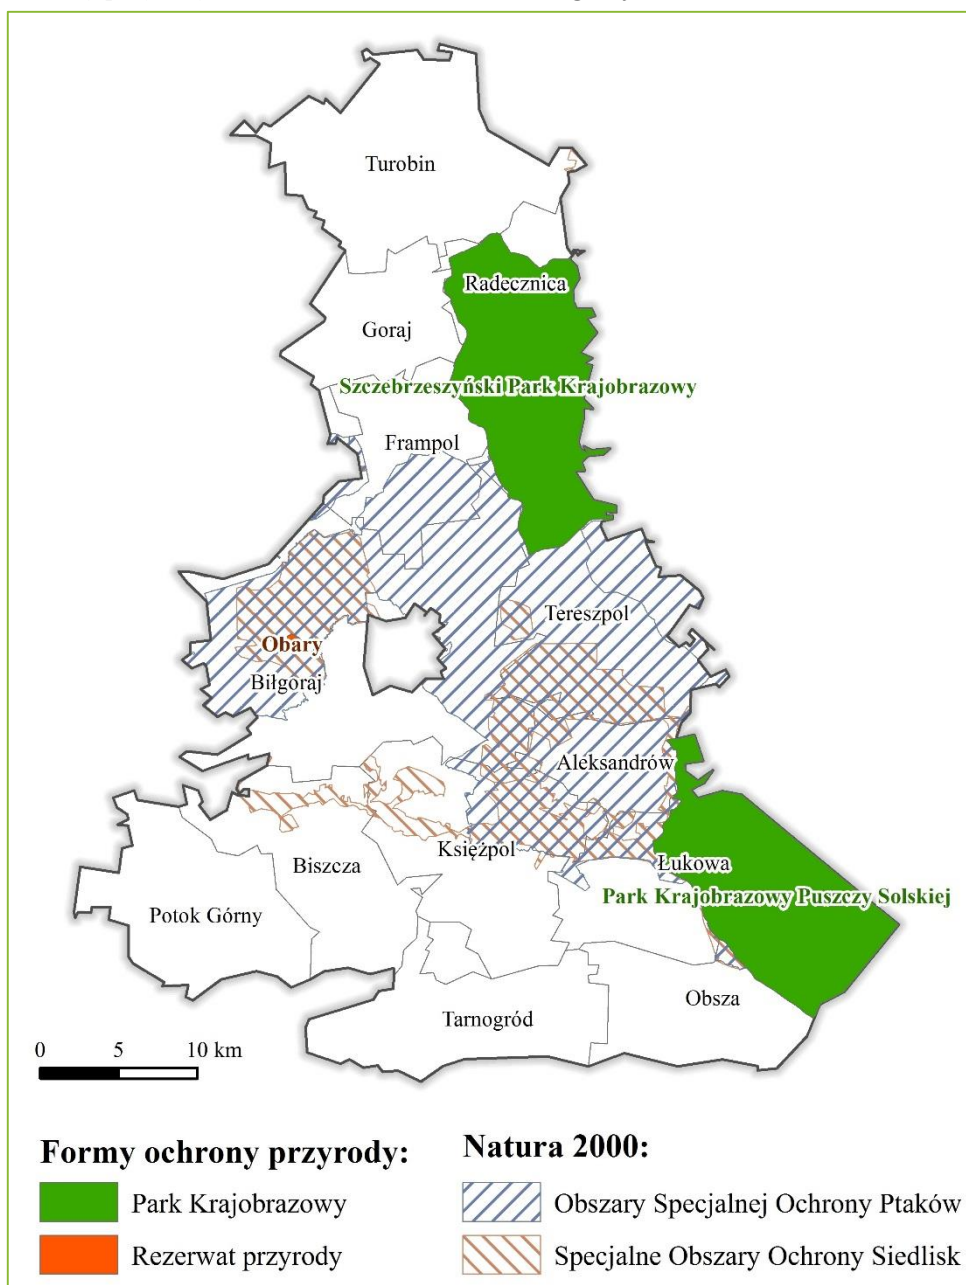 Turobin
Radecznica
Goraj
Szczebrzeszyński Park Krajobrazowy
Frampol
Tereszpol
Obary
Biłgoraj
Aleksandrów
Księżpol
Łukowa
Biszcza
Park Krajobrazowy Puszczy Solskiej
Potok Górny
Obsza
Tarnogród
0 5 10 km
Formy ochrony przyrody:
Park Krajobrazowy
Rezerwat przyrody
Natura 2000:
Obszary Specjalnej Ochrony Ptaków
Specjalne Obszary Ochrony Siedlisk